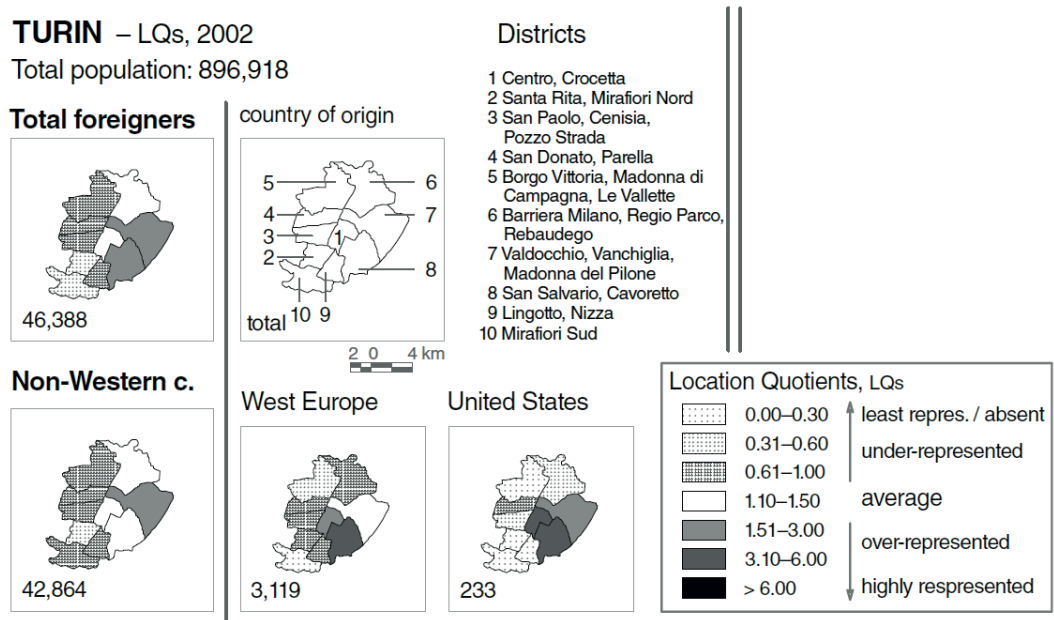 TURIN – LQs, 2002
Total population: 896,918
Total foreigners
46,388
country of origin
5
6
4
7
3
1
2
8
total 10 9
2 0 4 km
Districts
1 Centro, Crocetta
2 Santa Rita, Mirafiori Nord
3 San Paolo, Cenisia,
Pozzo Strada
4 San Donato, Parella
5 Borgo Vittoria, Madonna di
Campagna, Le Vallette
6 Barriera Milano, Regio Parco,
Rebaudego
7 Valdocchio, Vanchiglia,
Madonna del Pilone
8 San Salvario, Cavoretto
9 Lingotto, Nizza
10 Mirafiori Sud
Non-Western c.
42,864
West Europe
3,119
United States
233
Location Quotients, LQs
0.00–0.30 least repres. / absent
0.31–0.60
under-represented
0.61–1.00
1.10–1.50 average
1.51–3.00
over-represented
3.10–6.00
> 6.00 highly respresented